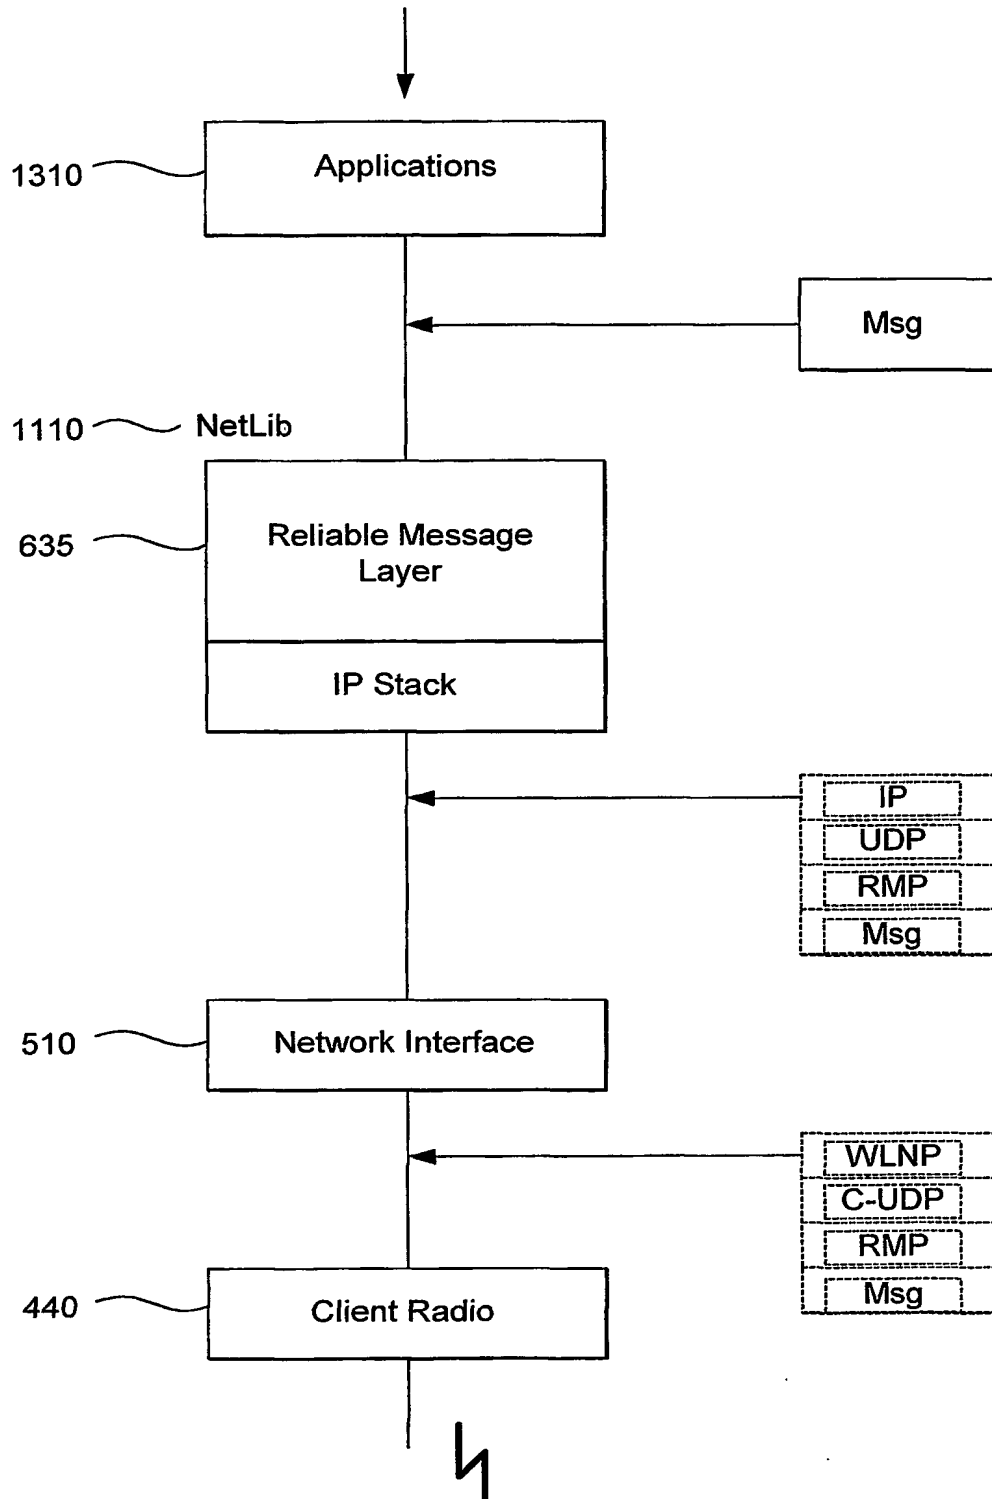 1310
Applications
Msg
1110
NetLib
635
Reliable Message
Layer
IP Stack
IP
UDP
RMP
Msg
510
Network Interface
WLNP
C-UDP
RMP
Msg
440
Client Radio